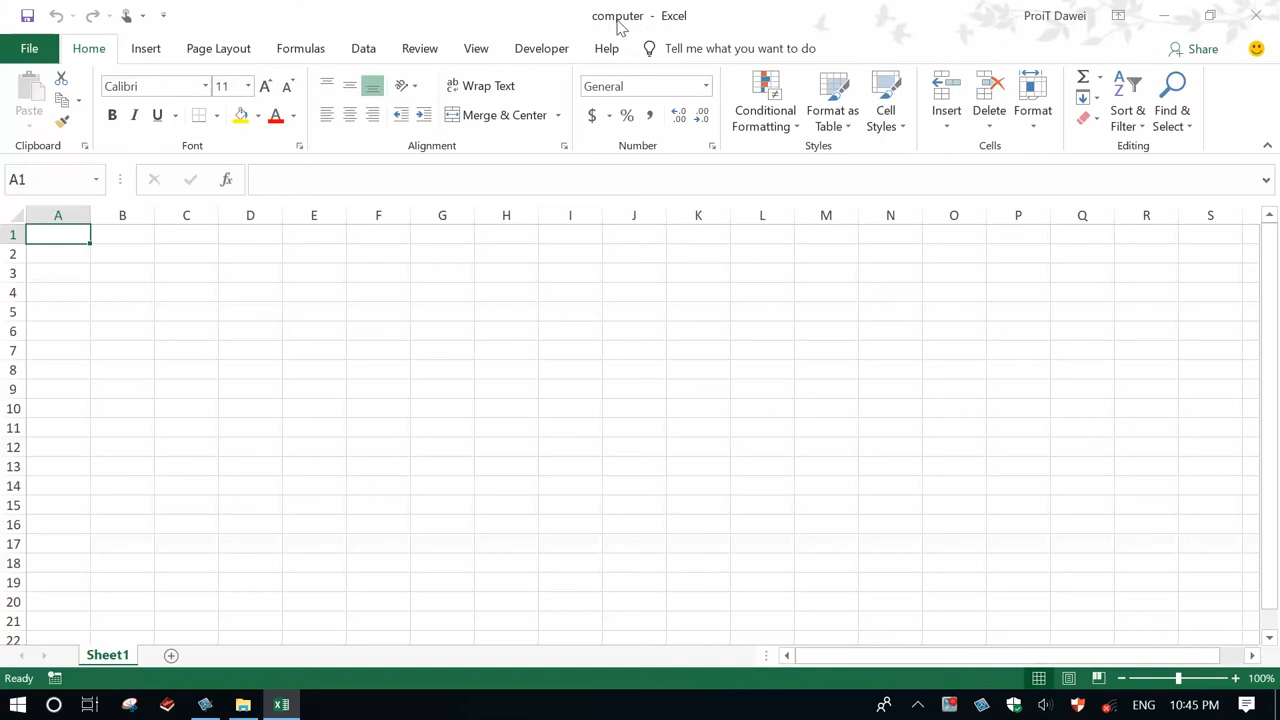 computer - Excel
ProiT Dawei
File Home Insert Page Layout Formulas Data Review View Developer Help Tell me what you want to do Share
Paste
Clipboard
Calibri 11 A A
B I U A
Font
ab Wrap Text
Merge & Center
Alignment
General
$ % , .00 .0
Number
Conditional Formatting
Format as Table
Cell Styles
Styles
Insert
Delete
Format
Cells
Σ
Sort & Filter
Find & Select
Editing
A1 fx
A B C D E F G H I J K L M N O P Q R S
1
2
3
4
5
6
7
8
9
10
11
12
13
14
15
16
17
18
19
20
21
22
Sheet1
Ready 100%
ENG 10:45 PM